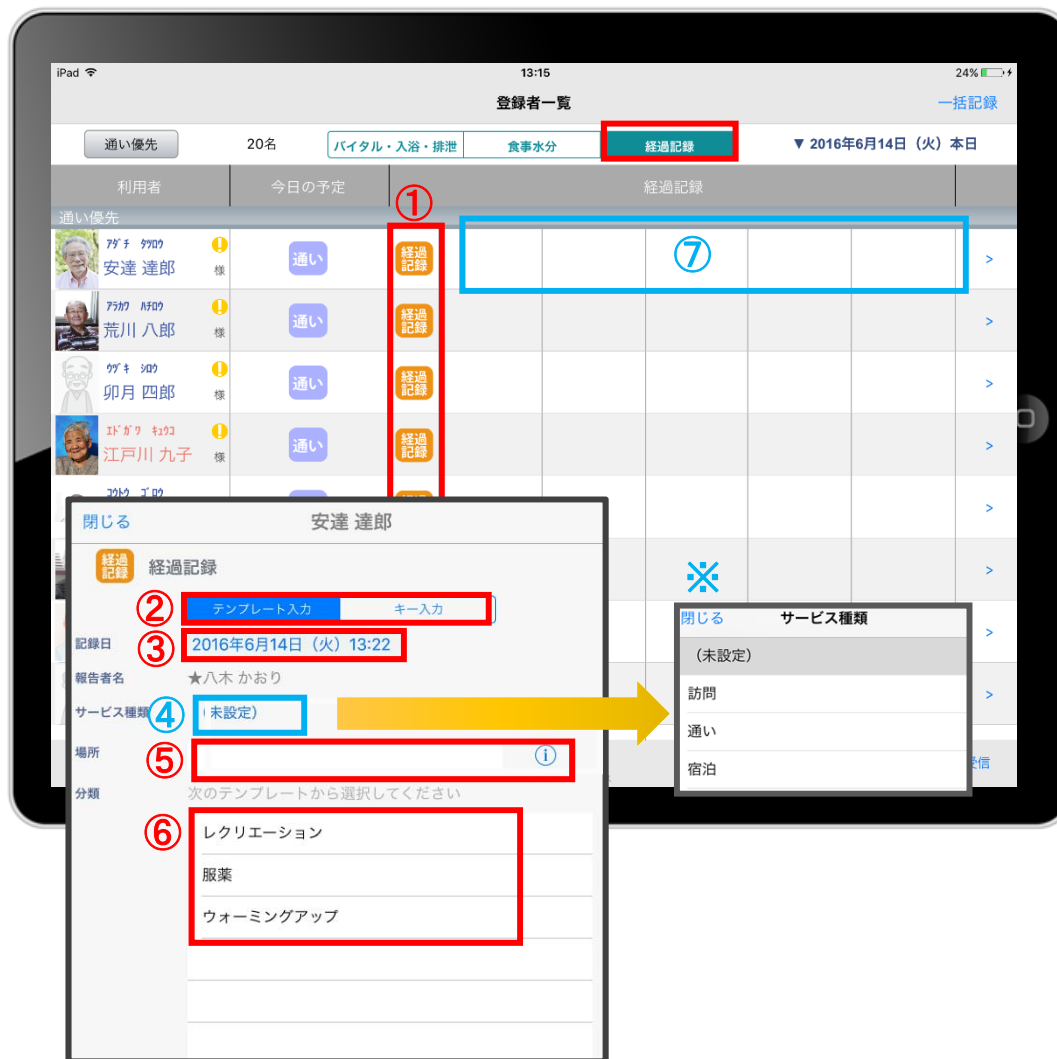 iPad 13:15 24%
登録者一覧 一括記録
通い優先 20名 バイタル・入浴・排泄 食事水分 経過記録 ▼ 2016年6月14日（火）本日
利用者 今日の予定 経過記録
①
通い優先
アダチ タツロウ
安達 達郎 様 通い 経過記録 ⑦ >
アラカワ ハチロウ
荒川 八郎 様 通い 経過記録 >
ウヅキ シロウ
卯月 四郎 様 通い 経過記録 >
エドガワ キュウコ
江戸川 九子 様 通い 経過記録 >
コウトウ ゴロウ
>
閉じる 安達 達郎
経過記録 経過記録
② テンプレート入力 キー入力
記録日 ③ 2016年6月14日（火）13:22
報告者名 ★八木 かおり
サービス種類 ④ （未設定）
場所 ⑤ i
分類 次のテンプレートから選択してください
⑥ レクリエーション
服薬
ウォーミングアップ
※ >
閉じる サービス種類
（未設定） >
訪問 >
通い
宿泊 受信